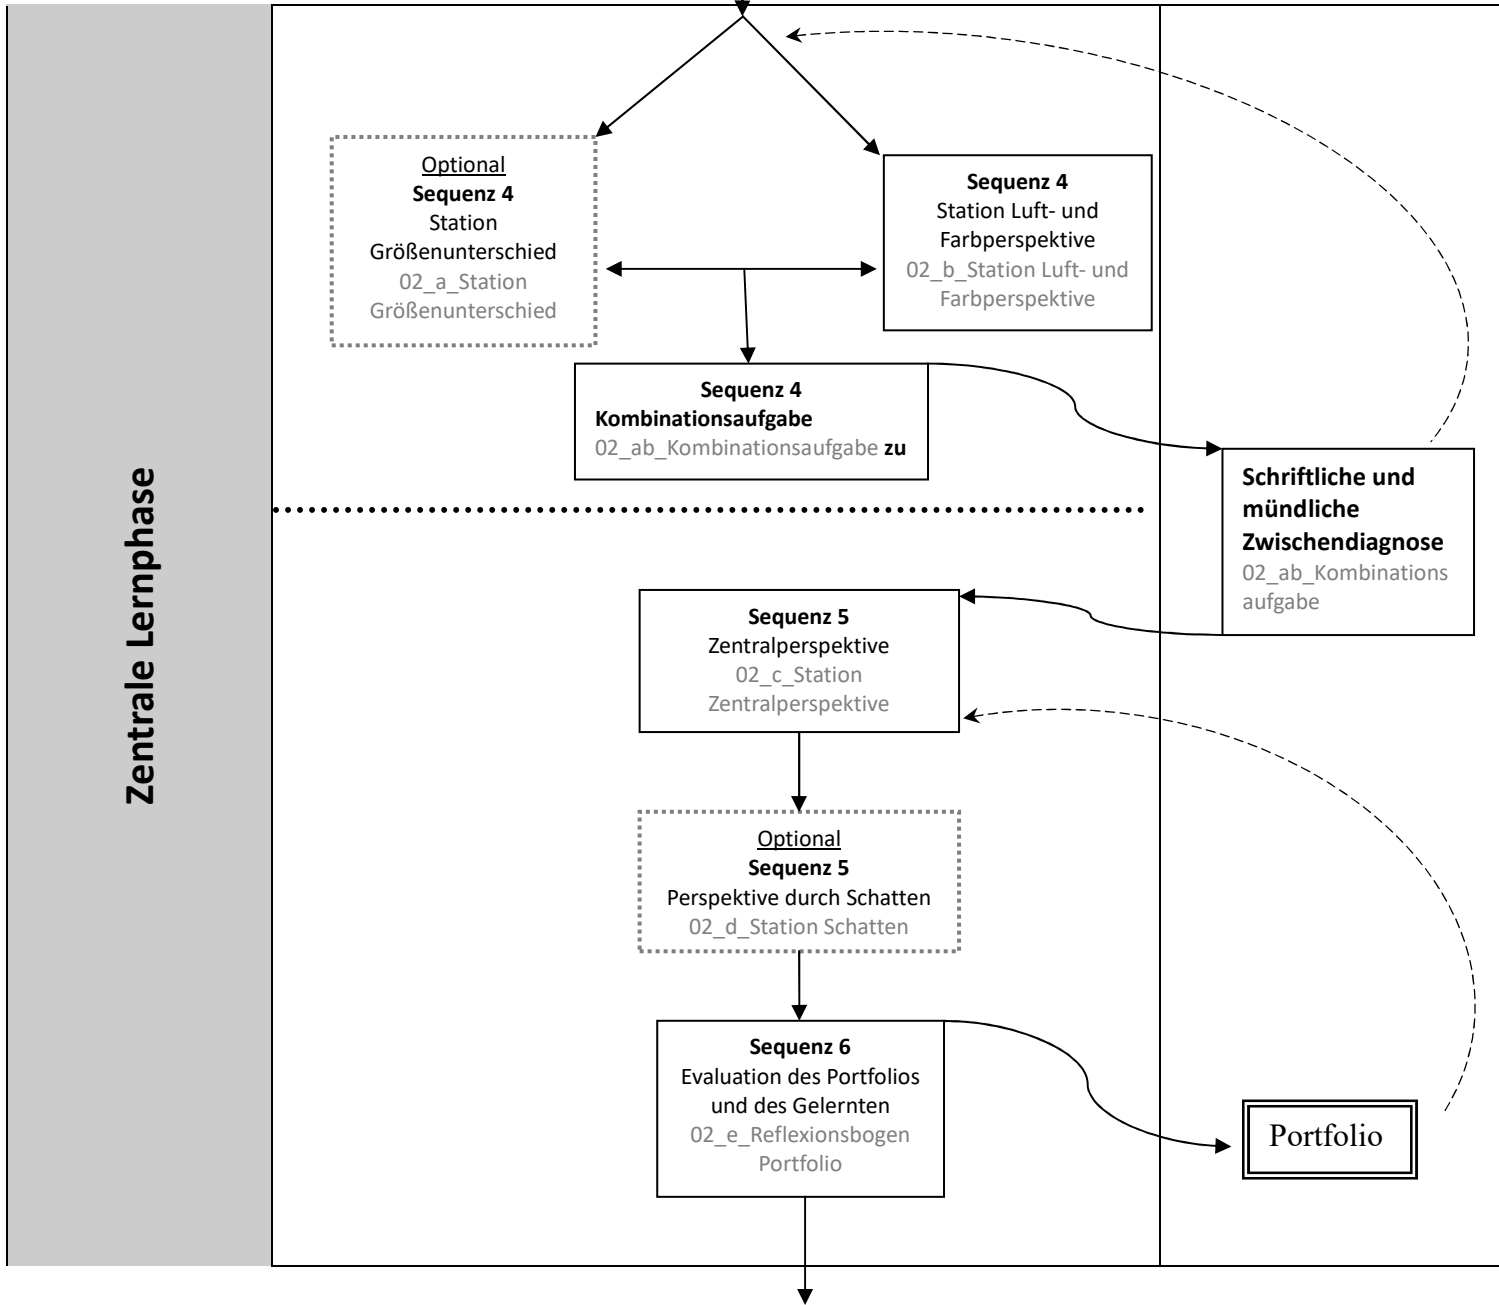 Zentrale Lernphase
Optional
Sequenz 4
Station
Größenunterschied
02_a_Station
Größenunterschied
Sequenz 4
Station Luft- und
Farbperspektive
02_b_Station Luft- und
Farbperspektive
Sequenz 4
Kombinationsaufgabe
02_ab_Kombinationsaufgabe zu
Schriftliche und
mündliche
Zwischendiagnose
02_ab_Kombinations
aufgabe
Sequenz 5
Zentralperspektive
02_c_Station
Zentralperspektive
Optional
Sequenz 5
Perspektive durch Schatten
02_d_Station Schatten
Sequenz 6
Evaluation des Portfolios
und des Gelernten
02_e_Reflexionsbogen
Portfolio
Portfolio